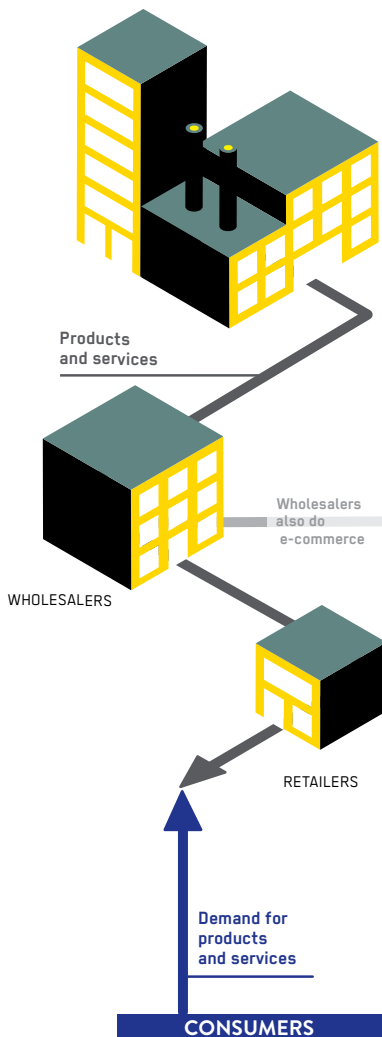 Products
and services
Wholesalers
also do
e-commerce
WHOLESALERS
RETAILERS
Demand for
products
and services
CONSUMERS